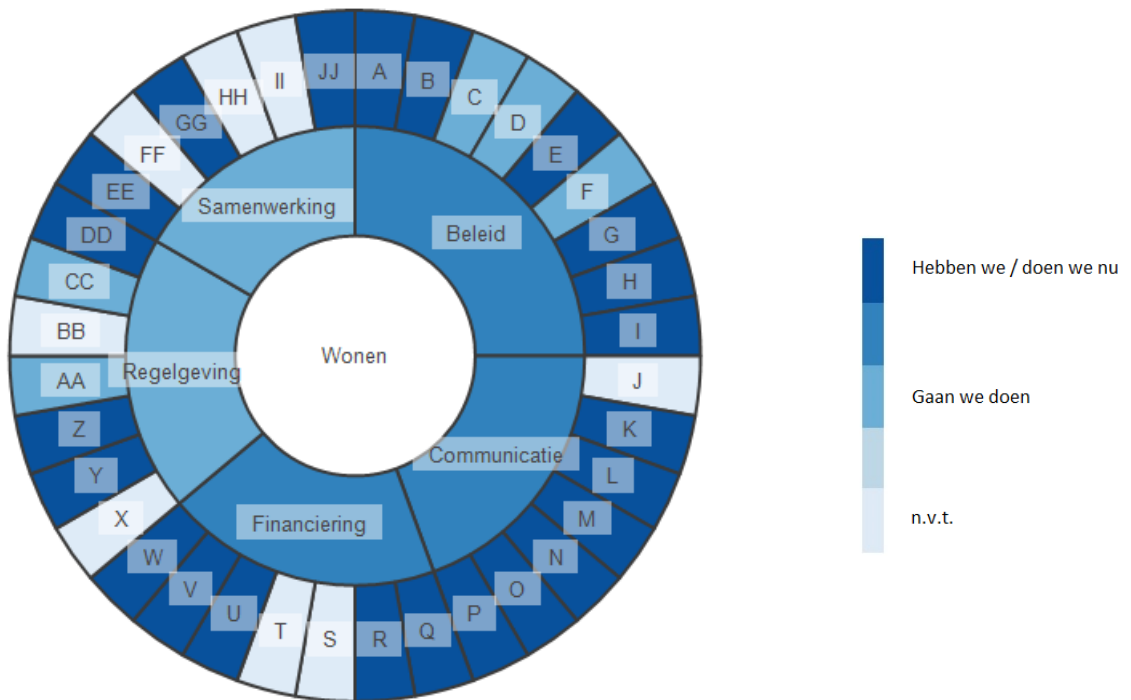 Wonen
Beleid
Communicatie
Financiering
Regelgeving
Samenwerking
A
B
C
D
E
F
G
H
I
J
K
L
M
N
O
P
Q
R
S
T
U
V
W
X
Y
Z
AA
BB
CC
DD
EE
FF
GG
HH
II
JJ
Hebben we / doen we nu
Gaan we doen
n.v.t.